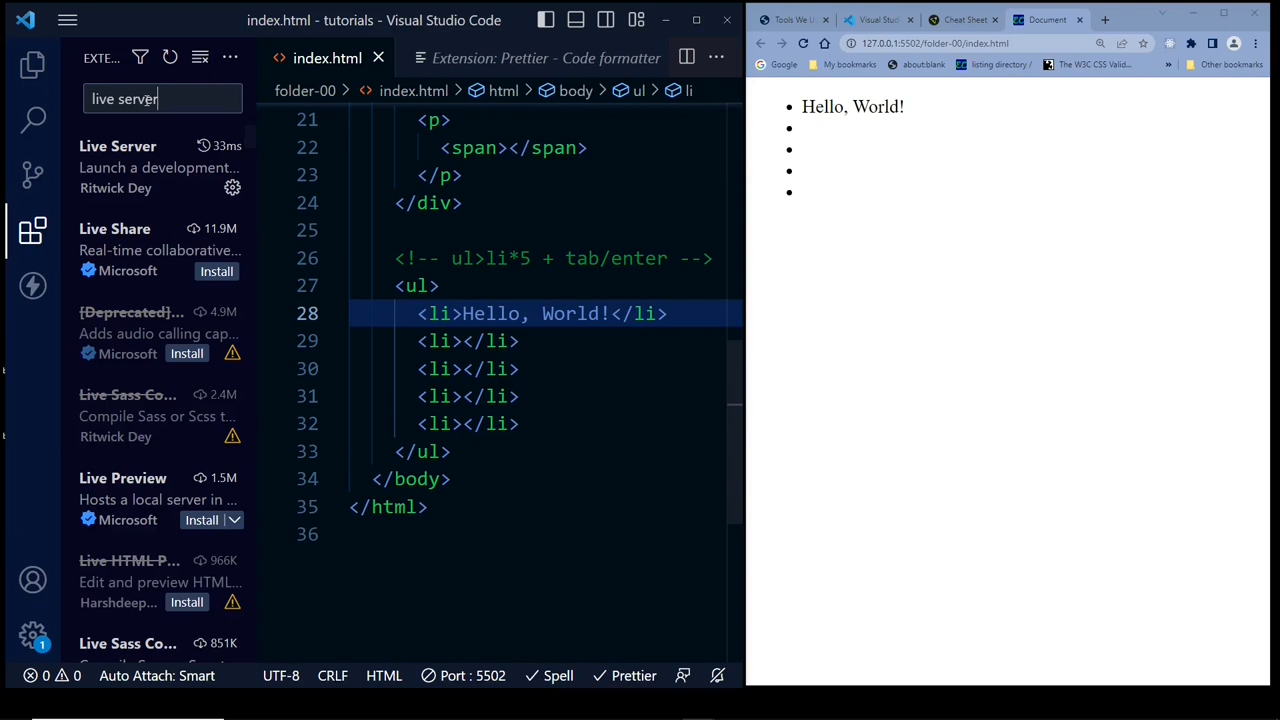 index.html - tutorials - Visual Studio Code
EXTE...
live server
Live Server 33ms
Launch a development...
Ritwick Dey
Live Share 11.9M
Real-time collaborative...
Microsoft Install
[Deprecated]... 4.9M
Adds audio calling cap...
Microsoft Install
Live Sass Co... 2.4M
Compile Sass or Scss t...
Ritwick Dey
Live Preview 1.5M
Hosts a local server in ...
Microsoft Install
Live HTML P... 966K
Edit and preview HTML...
Harshdeep... Install
Live Sass Co... 851K
index.html
Extension: Prettier - Code formatter
folder-00 > index.html > html > body > ul > li
21 <p>
22 <span></span>
23 </p>
24 </div>
25
26 <!-- ul>li*5 + tab/enter -->
27 <ul>
28 <li>Hello, World!</li>
29 <li></li>
30 <li></li>
31 <li></li>
32 <li></li>
33 </ul>
34 </body>
35 </html>
36
1
0 0 Auto Attach: Smart UTF-8 CRLF HTML Port : 5502 Spell Prettier
Tools We U
Visual Stud
Cheat Sheet
Document
127.0.0.1:5502/folder-00/index.html
Google My bookmarks about:blank listing directory / The W3C CSS Valid... » Other bookmarks
• Hello, World!
•
•
•
•